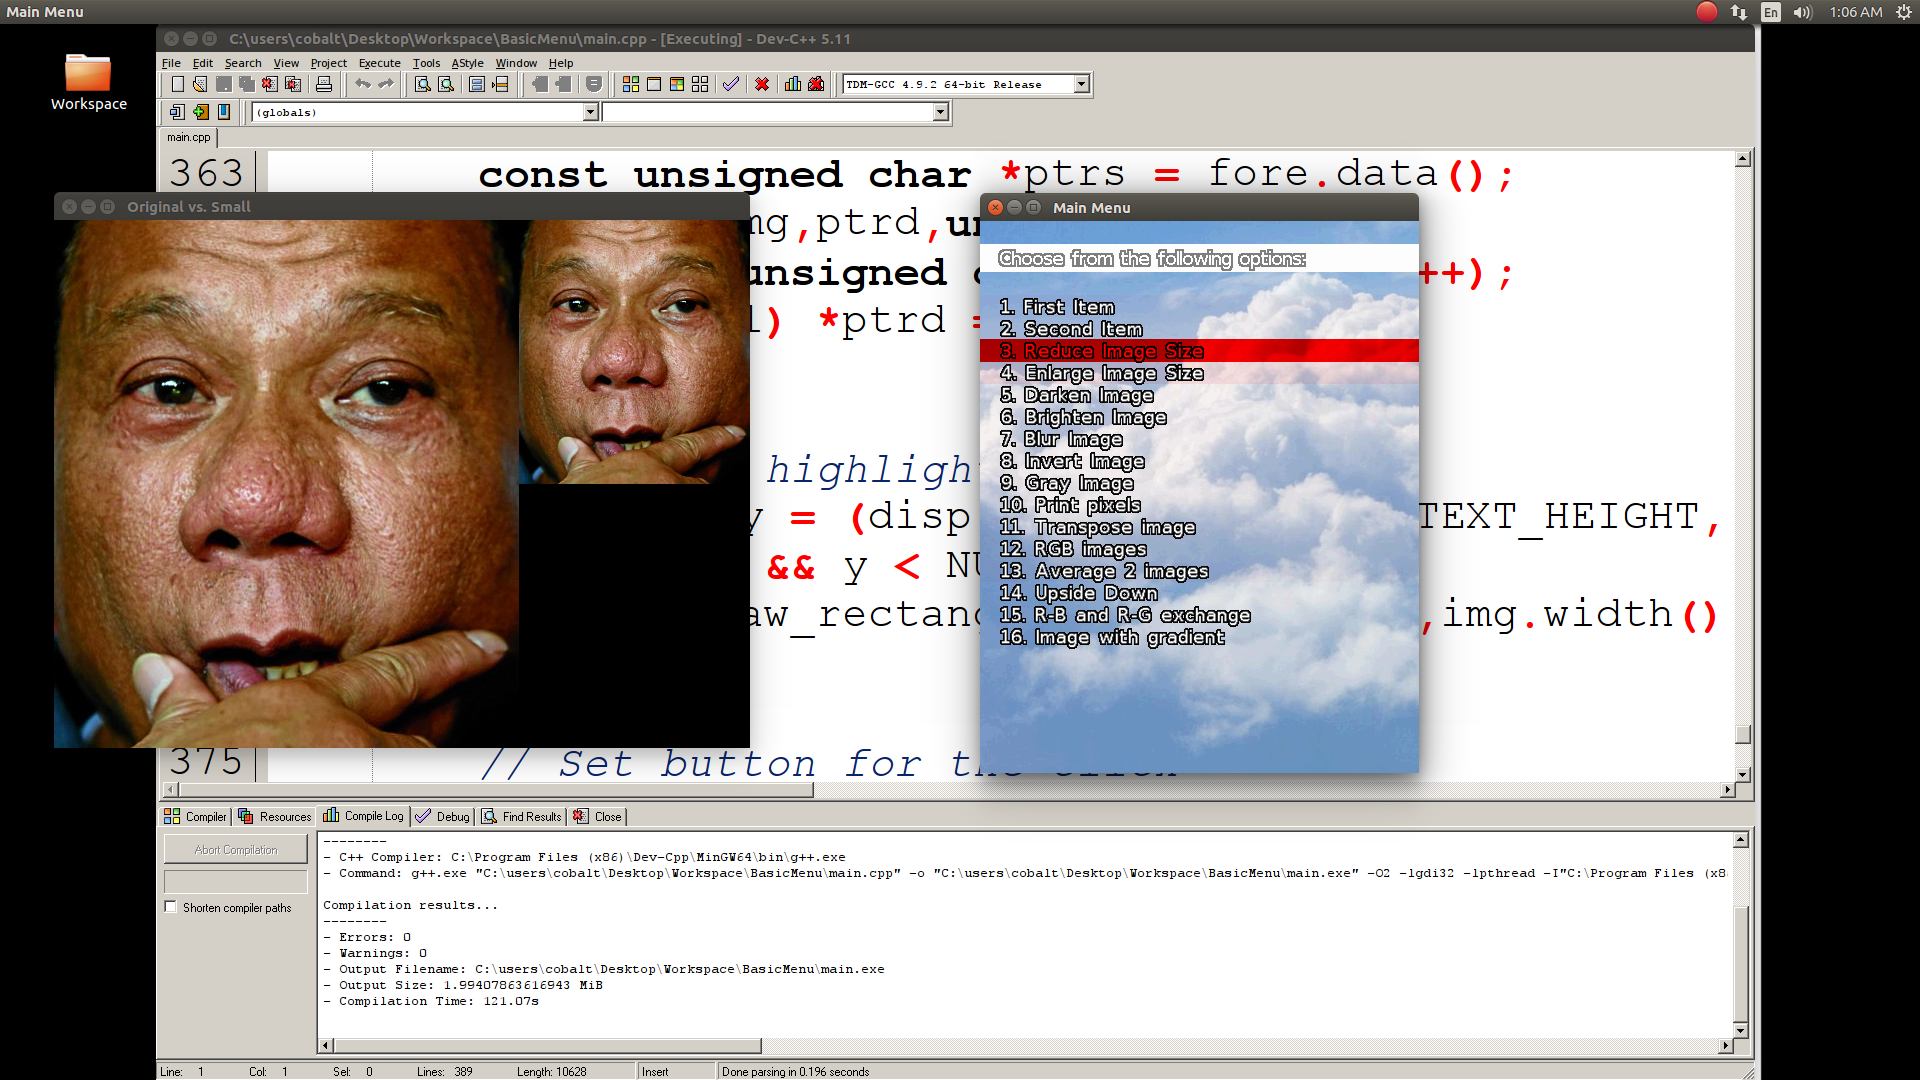 Main Menu
En
1:06 AM
Workspace
C:\users\cobalt\Desktop\Workspace\BasicMenu\main.cpp - [Executing] - Dev-C++ 5.11
File Edit Search View Project Execute Tools AStyle Window Help
TDM-GCC 4.9.2 64-bit Release
(globals)
main.cpp
363 const unsigned char *ptrs = fore.data();
Original vs. Small
ng,ptrd,un
unsigned ++);
) *ptrd =
highligh
y = (disp TEXT_HEIGHT,
&& y < NU
aw_rectang ,img.width()
375 // Set button for the click
Main Menu
Choose from the following options:
1. First Item
2. Second Item
3. Reduce Image Size
4. Enlarge Image Size
5. Darken Image
6. Brighten Image
7. Blur Image
8. Invert Image
9. Gray Image
10. Print pixels
11. Transpose image
12. RGB images
13. Average 2 images
14. Upside Down
15. R-B and R-G exchange
16. Image with gradient
Compiler Resources Compile Log Debug Find Results Close
Abort Compilation
Shorten compiler paths
--------
- C++ Compiler: C:\Program Files (x86)\Dev-Cpp\MinGW64\bin\g++.exe
- Command: g++.exe "C:\users\cobalt\Desktop\Workspace\BasicMenu\main.cpp" -o "C:\users\cobalt\Desktop\Workspace\BasicMenu\main.exe" -O2 -lgdi32 -lpthread -I"C:\Program Files (x8
Compilation results...
--------
- Errors: 0
- Warnings: 0
- Output Filename: C:\users\cobalt\Desktop\Workspace\BasicMenu\main.exe
- Output Size: 1.99407863616943 MiB
- Compilation Time: 121.07s
Line: 1 Col: 1 Sel: 0 Lines: 389 Length: 10628 Insert Done parsing in 0.196 seconds